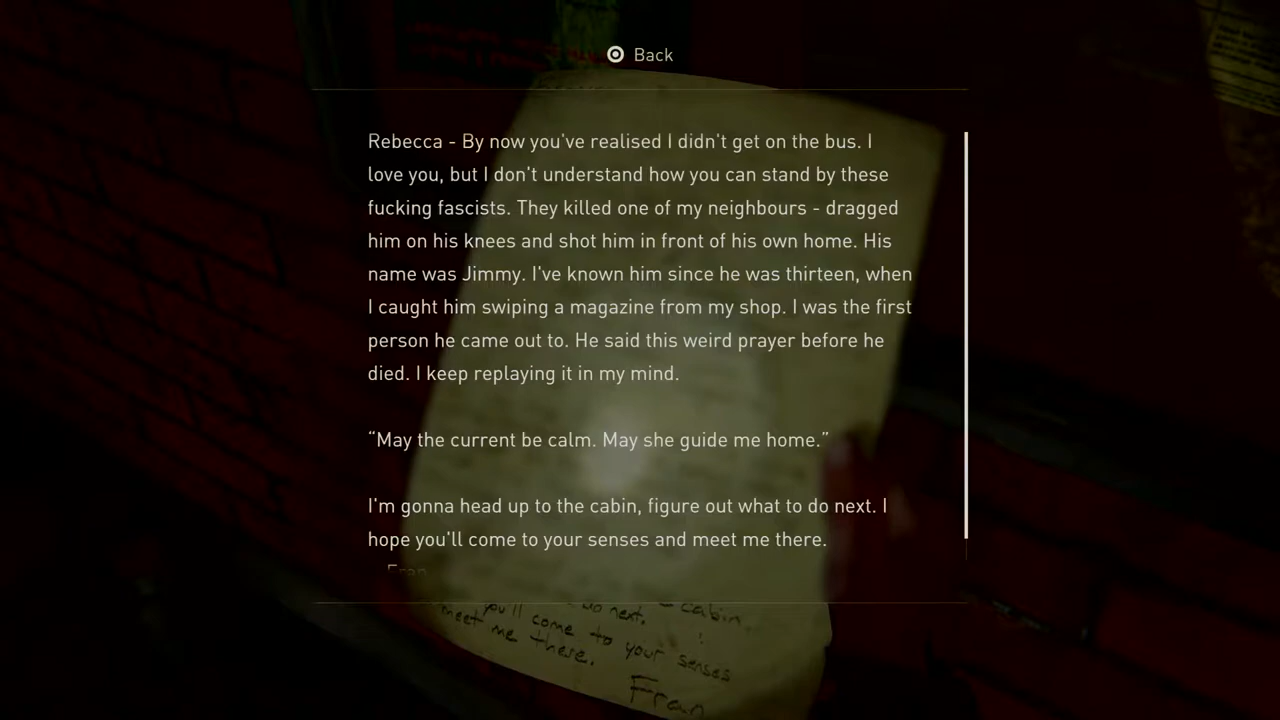 Back
Rebecca - By now you've realised I didn't get on the bus. I
love you, but I don't understand how you can stand by these
fucking fascists. They killed one of my neighbours - dragged
him on his knees and shot him in front of his own home. His
name was Jimmy. I've known him since he was thirteen, when
I caught him swiping a magazine from my shop. I was the first
person he came out to. He said this weird prayer before he
died. I keep replaying it in my mind.
“May the current be calm. May she guide me home.”
I'm gonna head up to the cabin, figure out what to do next. I
hope you'll come to your senses and meet me there.
Fran
do next. cabin.
you'll come to your senses
meet me there.
Fran